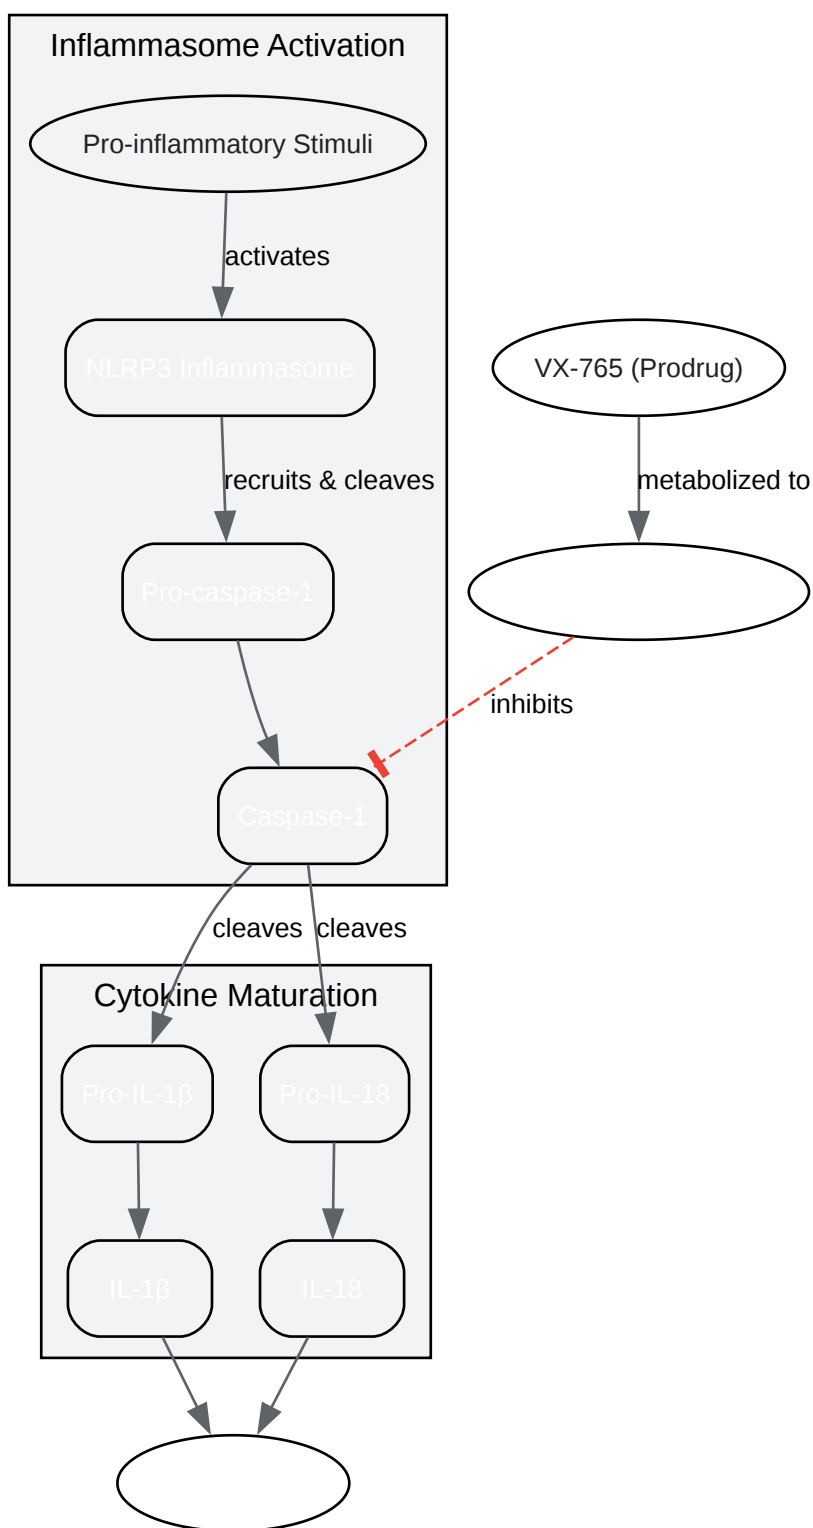 Inflammasome Activation
Pro-inflammatory Stimuli
activates
NLRP3 Inflammasome
VX-765 (Prodrug)
recruits & cleaves
metabolized to
Pro-caspase-1
inhibits
Caspase-1
cleaves
cleaves
Cytokine Maturation
Pro-IL-1β
Pro-IL-18
IL-1β
IL-18